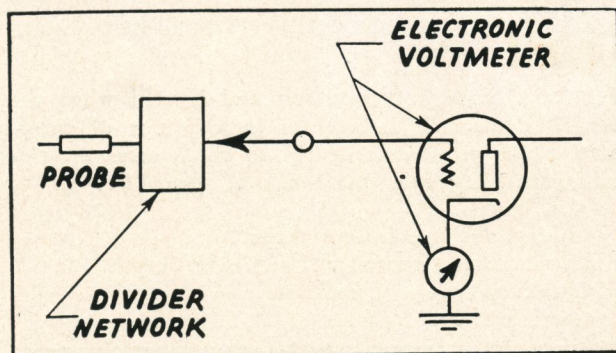 ELECTRONIC
VOLTMETER
PROBE
DIVIDER
NETWORK